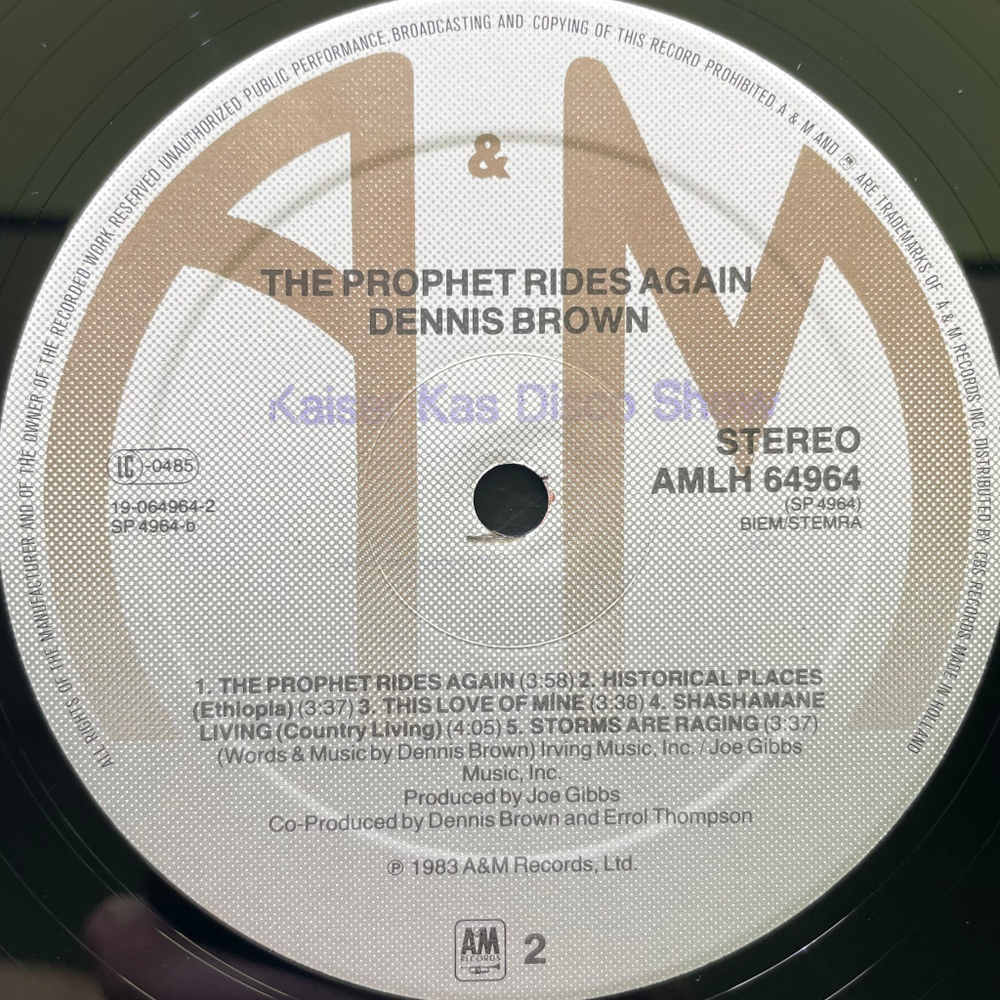 ALL RIGHTS OF THE MANUFACTURER AND OF THE OWNER OF THE RECORDED WORK RESERVED UNAUTHORIZED PUBLIC PERFORMANCE, BROADCASTING AND COPYING OF THIS RECORD PROHIBITED. A & M AND AM ARE TRADEMARKS OF A & M RECORDS INC. DISTRIBUTED BY CBS RECORDS MADE IN HOLLAND
A & M
THE PROPHET RIDES AGAIN
DENNIS BROWN
Kaiser Kas Disco Show
STEREO
LC-0485
AMLH 64964
19-064964-2
(SP 4964)
SP 4964-b
BIEM/STEMRA
1. THE PROPHET RIDES AGAIN (3:58) 2. HISTORICAL PLACES
(Ethiopia) (3:37) 3. THIS LOVE OF MINE (3:38) 4. SHASHAMANE
LIVING (Country Living) (4:05) 5. STORMS ARE RAGING (3:37)
(Words & Music by Dennis Brown) Irving Music, Inc. / Joe Gibbs
Music, Inc.
Produced by Joe Gibbs
Co-Produced by Dennis Brown and Errol Thompson
℗ 1983 A&M Records, Ltd.
AM RECORDS 2